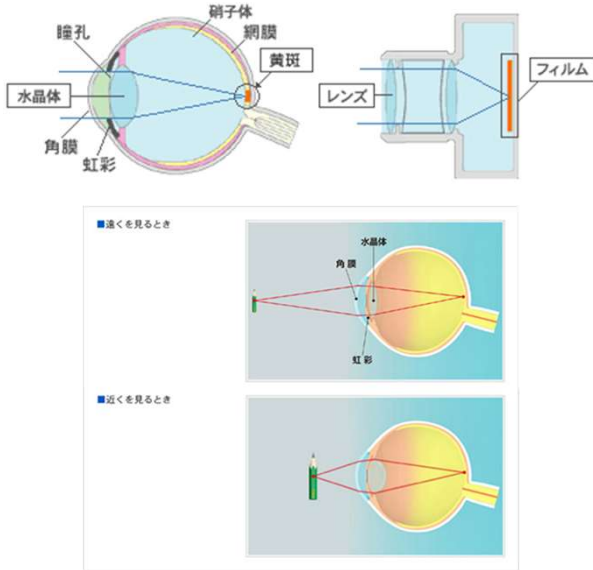 硝子体
瞳孔
網膜
黄斑
水晶体
角膜
虹彩
レンズ
フィルム
■遠くを見るとき
水晶体
角膜
虹彩
■近くを見るとき